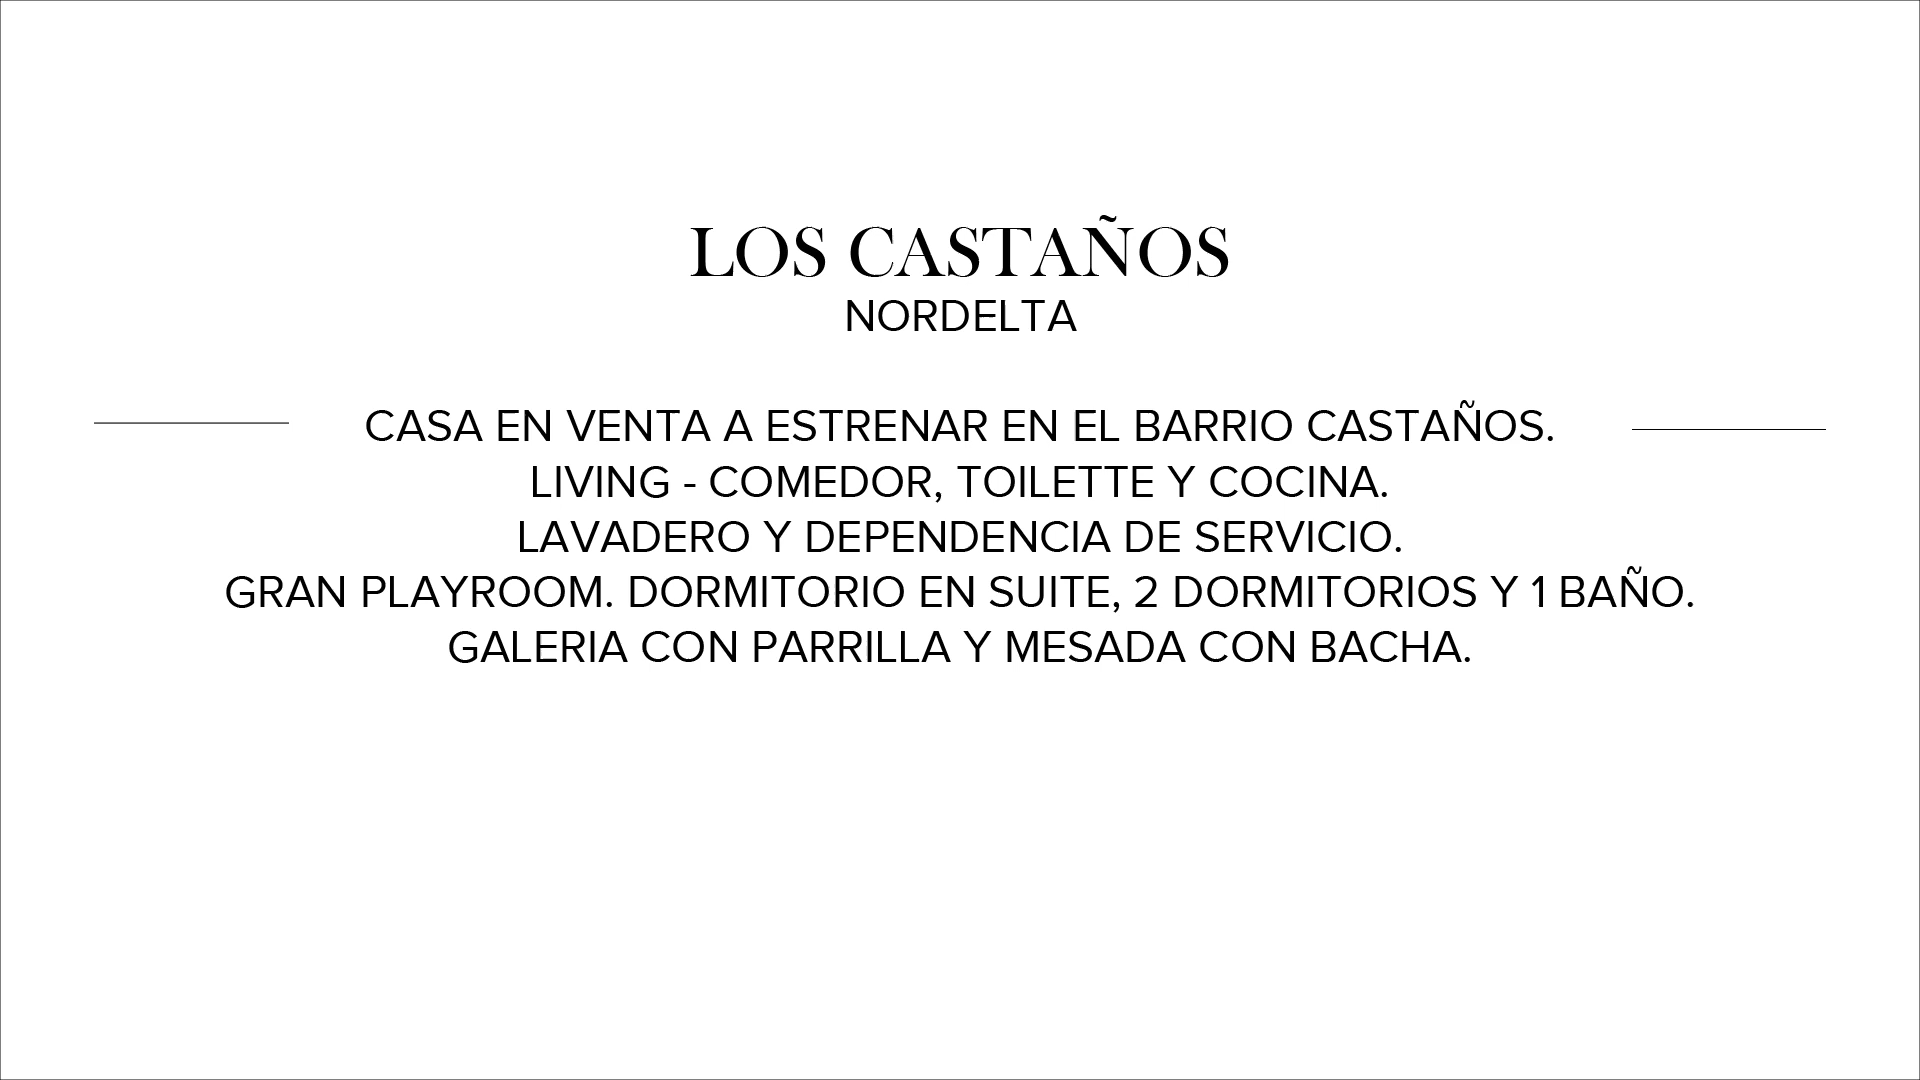 LOS CASTAÑOS
NORDELTA
CASA EN VENTA A ESTRENAR EN EL BARRIO CASTAÑOS.
LIVING - COMEDOR, TOILETTE Y COCINA.
LAVADERO Y DEPENDENCIA DE SERVICIO.
GRAN PLAYROOM. DORMITORIO EN SUITE, 2 DORMITORIOS Y 1 BAÑO.
GALERIA CON PARRILLA Y MESADA CON BACHA.